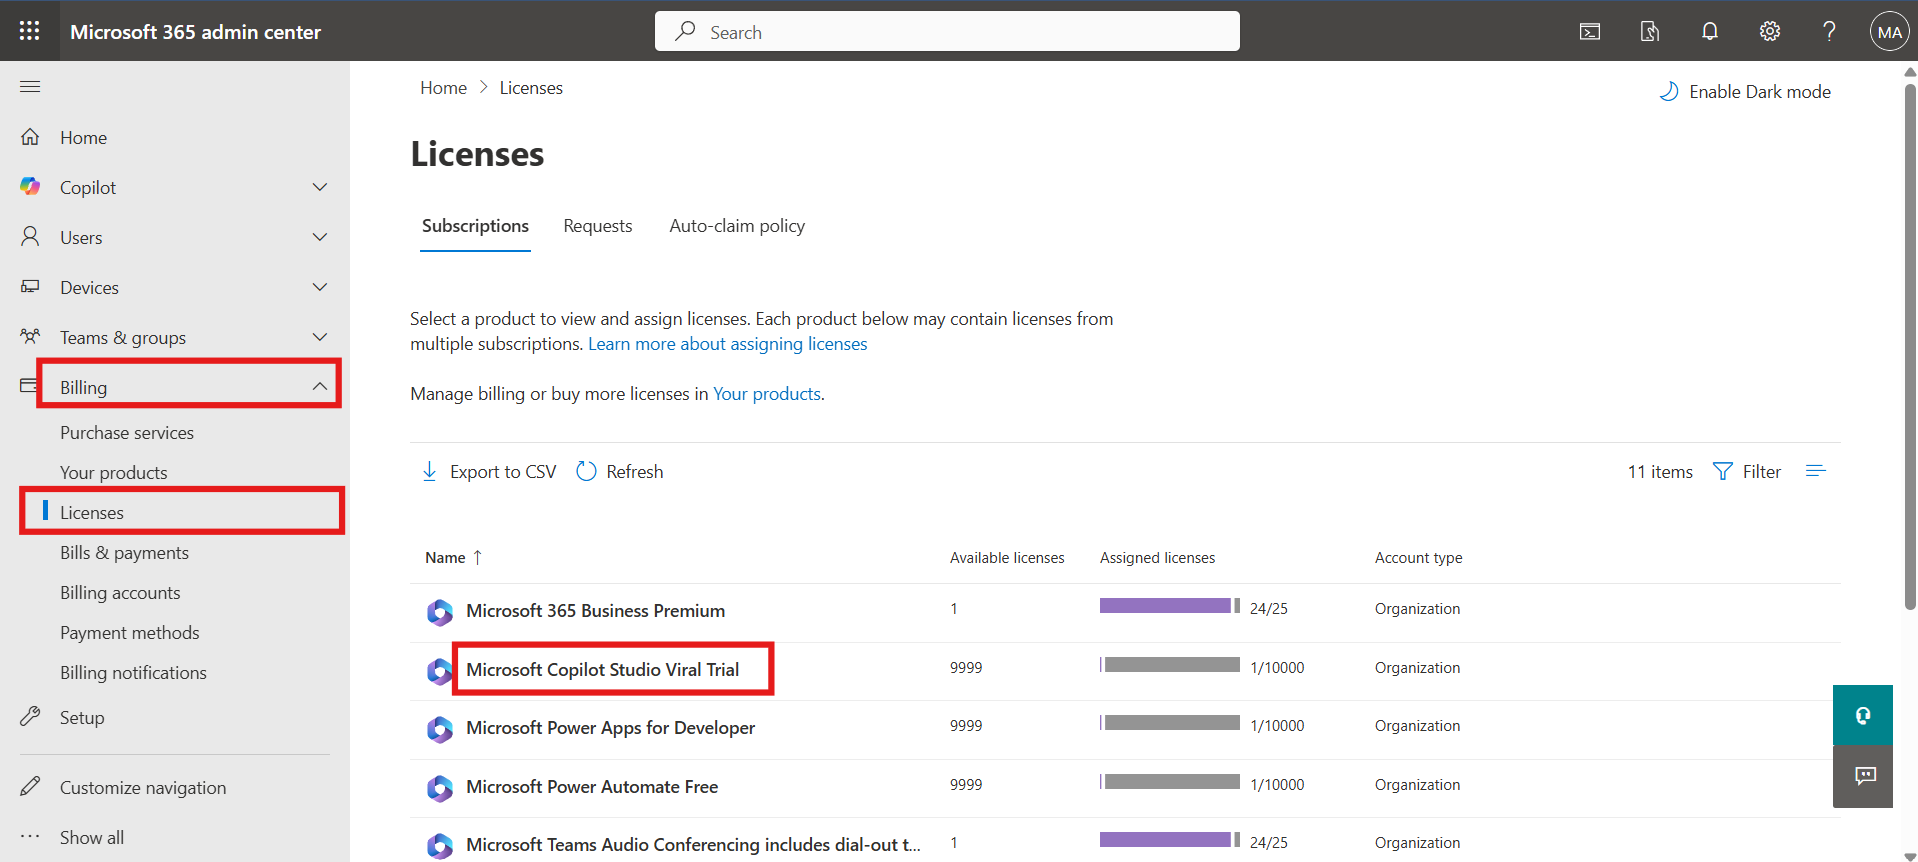 Microsoft 365 admin center
Search
MA
Home
Copilot
Users
Devices
Teams & groups
Billing
Purchase services
Your products
Licenses
Bills & payments
Billing accounts
Payment methods
Billing notifications
Setup
Customize navigation
Show all
Home > Licenses
Enable Dark mode
Licenses
Subscriptions Requests Auto-claim policy
Select a product to view and assign licenses. Each product below may contain licenses from
multiple subscriptions. Learn more about assigning licenses
Manage billing or buy more licenses in Your products.
Export to CSV Refresh 11 items Filter
Name ↑ Available licenses Assigned licenses Account type
Microsoft 365 Business Premium 1 24/25 Organization
Microsoft Copilot Studio Viral Trial 9999 1/10000 Organization
Microsoft Power Apps for Developer 9999 1/10000 Organization
Microsoft Power Automate Free 9999 1/10000 Organization
Microsoft Teams Audio Conferencing includes dial-out t... 1 24/25 Organization